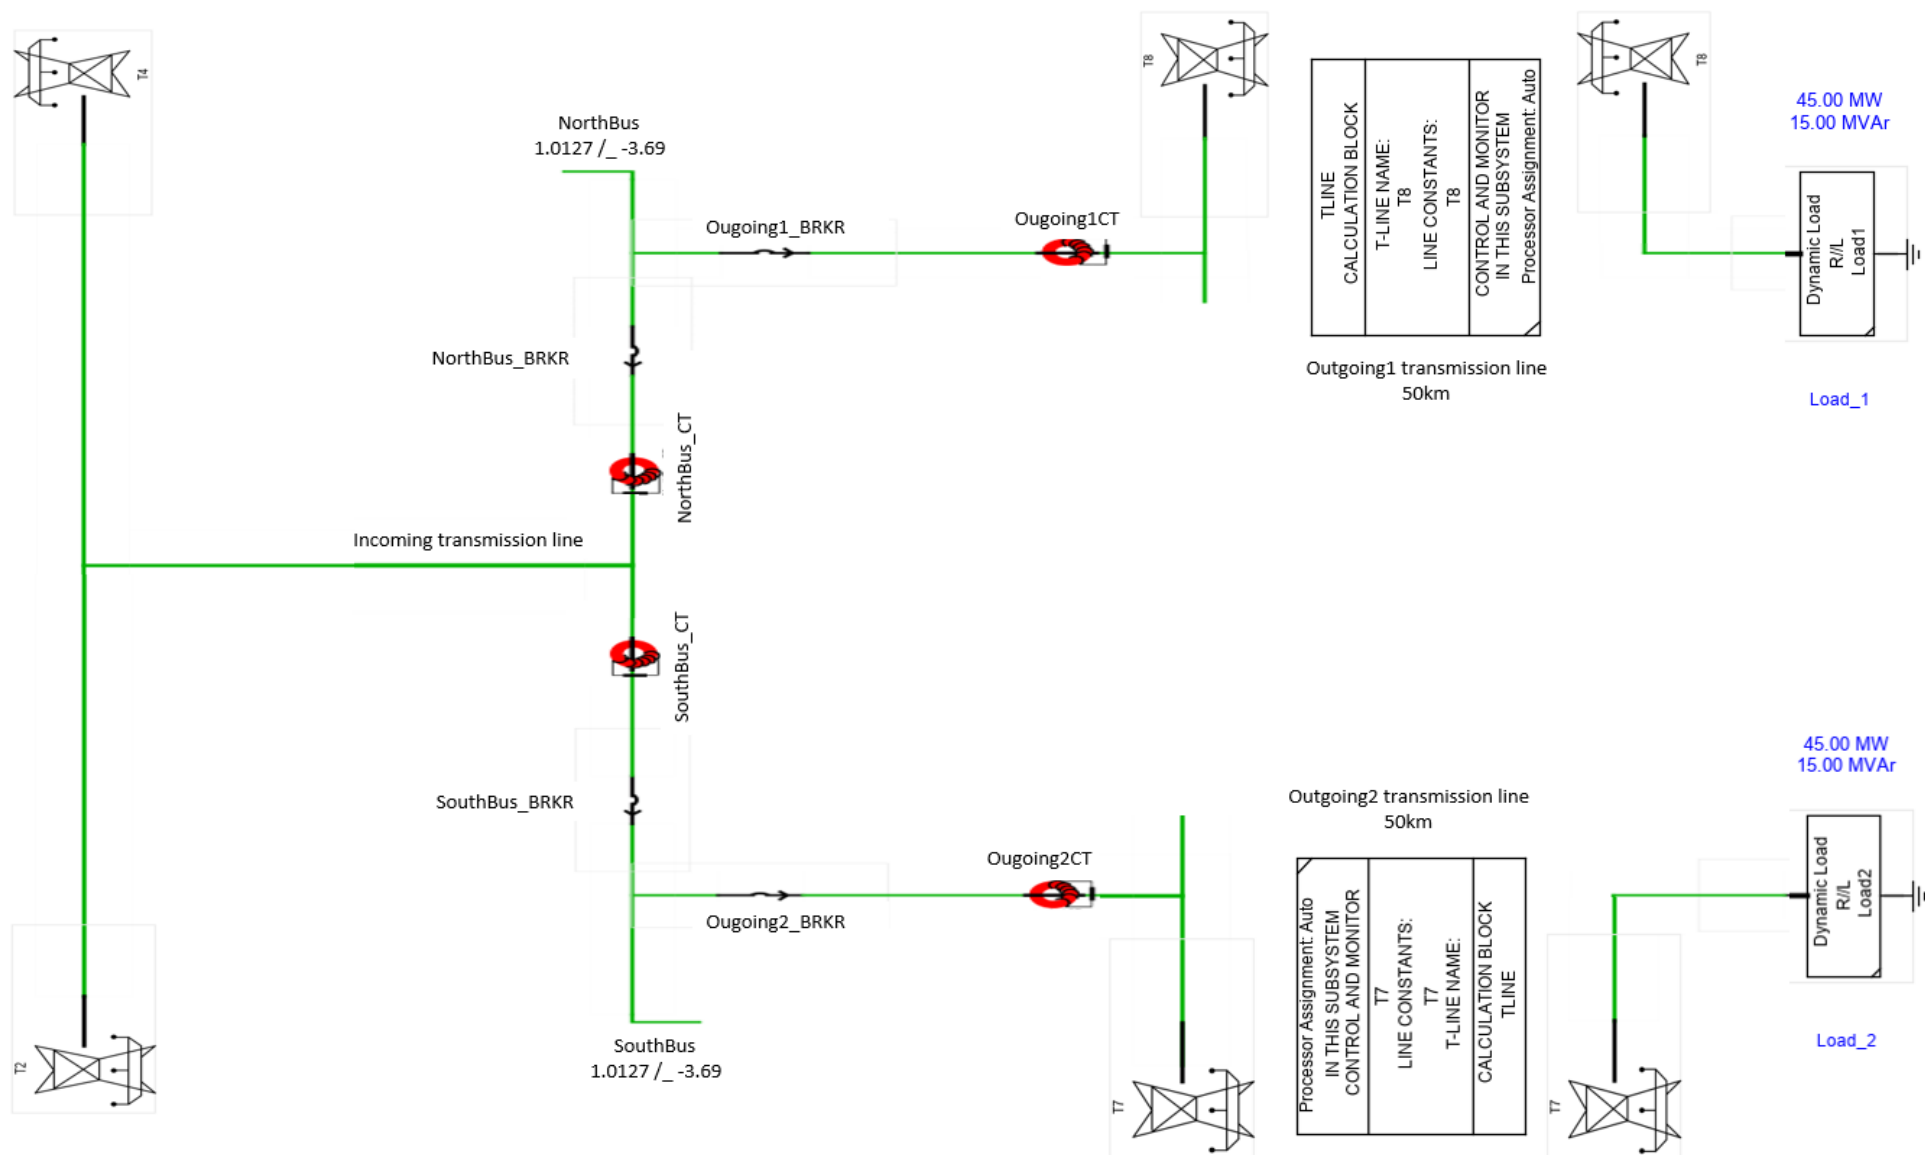 T4
T8
T8
45.00 MW
15.00 MVAr
NorthBus
1.0127 /_ -3.69
Ougoing1_BRKR
Ougoing1CT
TLINE
CALCULATION BLOCK
T-LINE NAME:
T8
LINE CONSTANTS:
T8
CONTROL AND MONITOR
IN THIS SUBSYSTEM
Processor Assignment: Auto
Dynamic Load
R//L
Load1
NorthBus_BRKR
Outgoing1 transmission line
50km
Load_1
NorthBus_CT
Incoming transmission line
SouthBus_CT
45.00 MW
15.00 MVAr
SouthBus_BRKR
Outgoing2 transmission line
50km
Ougoing2CT
Ougoing2_BRKR
Processor Assignment: Auto
IN THIS SUBSYSTEM
CONTROL AND MONITOR
T7
LINE CONSTANTS:
T7
T-LINE NAME:
CALCULATION BLOCK
TLINE
Dynamic Load
R//L
Load2
SouthBus
1.0127 /_ -3.69
Load_2
T2
T7
T7